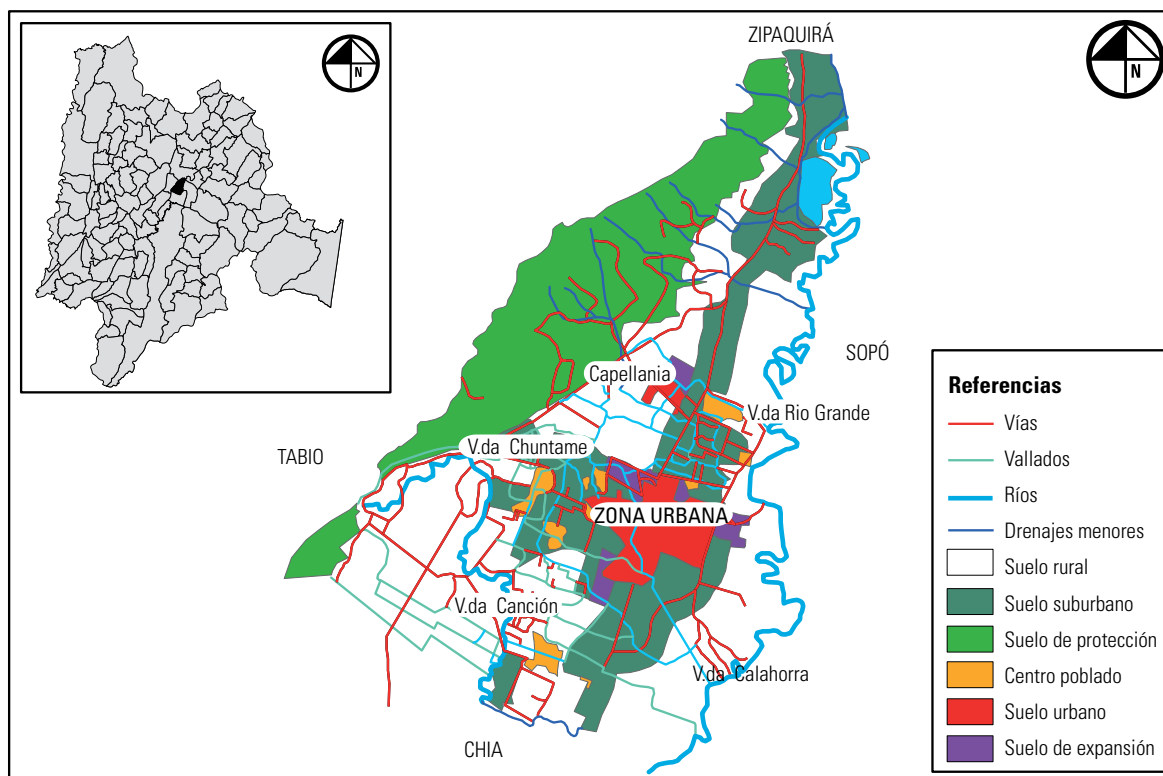 N
ZIPAQUIRÁ
N
SOPÓ
Capellania
V.da Rio Grande
V.da Chuntame
TABIO
ZONA URBANA
V.da Canción
V.da Calahorra
CHIA
Referencias
Vías
Vallados
Ríos
Drenajes menores
Suelo rural
Suelo suburbano
Suelo de protección
Centro poblado
Suelo urbano
Suelo de expansión